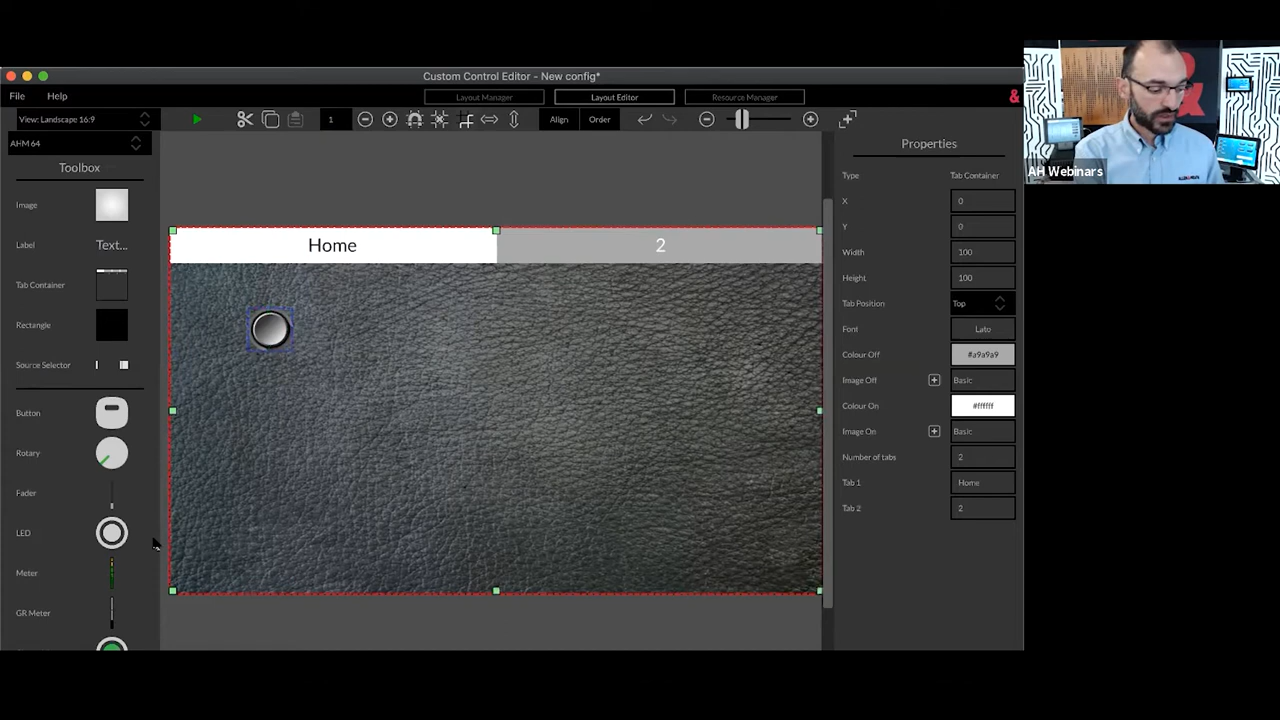 Custom Control Editor - New config*
File Help
Layout Manager Layout Editor Resource Manager &
View: Landscape 16:9 1 Align Order
AHM 64
Toolbox
Image
Label Text...
Tab Container
Rectangle
Source Selector
Button
Rotary
Fader
LED
Meter
GR Meter
Home 2
Properties
Type Tab Container
X 0
Y 0
Width 100
Height 100
Tab Position Top
Font Lato
Colour Off #a9a9a9
Image Off Basic
Colour On #ffffff
Image On Basic
Number of tabs 2
Tab 1 Home
Tab 2 2
&
AH Webinars